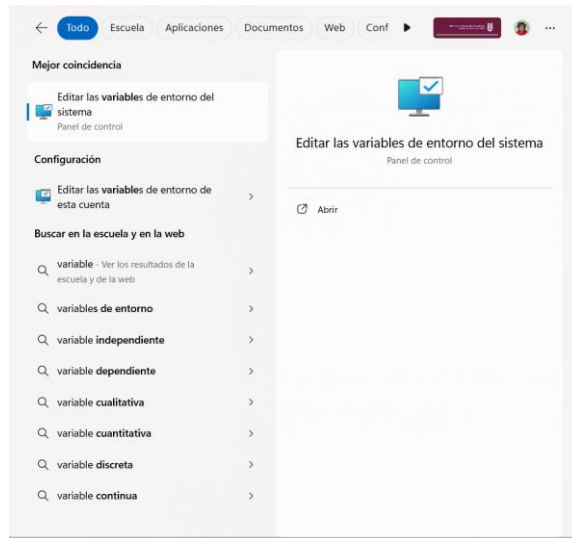 Todo Escuela Aplicaciones Documentos Web Conf
Mejor coincidencia
Editar las variables de entorno del
sistema
Panel de control
Configuración
Editar las variables de entorno de
esta cuenta
Buscar en la escuela y en la web
variable - Ver los resultados de la
escuela y de la web
variables de entorno
variable independiente
variable dependiente
variable cualitativa
variable cuantitativa
variable discreta
variable continua
Editar las variables de entorno del sistema
Panel de control
Abrir